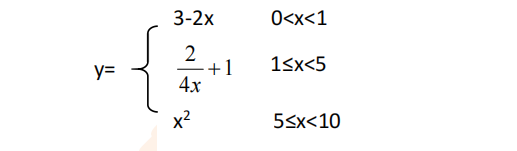 3-2x 0<x<1
y= { 2/4x +1 1≤x<5
x² 5≤x<10